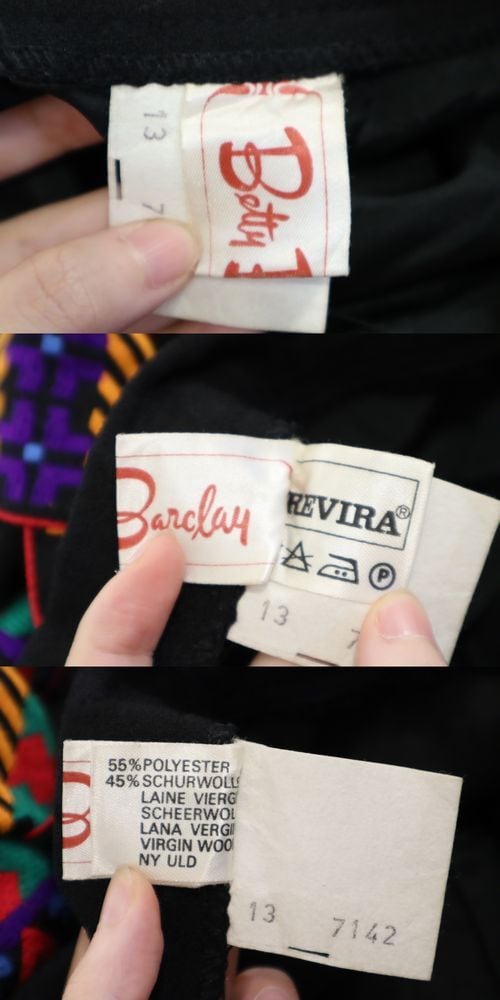 13
7
Betty B
Barclay
REVIRA®
P
13 7
55% POLYESTER
45% SCHURWOLLE
LAINE VIERG
SCHEERWOL
LANA VERGI
VIRGIN WOO
NY ULD
13 7142